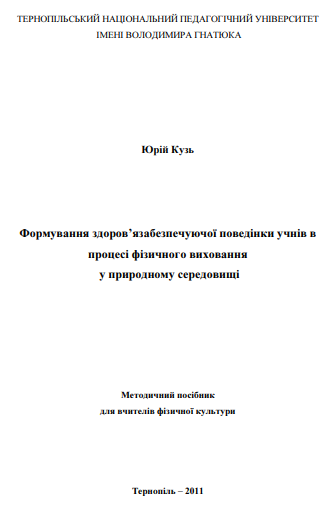 ТЕРНОПІЛЬСЬКИЙ НАЦІОНАЛЬНИЙ ПЕДАГОГІЧНИЙ УНІВЕРСИТЕТ
ІМЕНІ ВОЛОДИМИРА ГНАТЮКА
Юрій Кузь
Формування здоров’язабезпечуючої поведінки учнів в
процесі фізичного виховання
у природному середовищі
Методичний посібник
для вчителів фізичної культури
Тернопіль – 2011